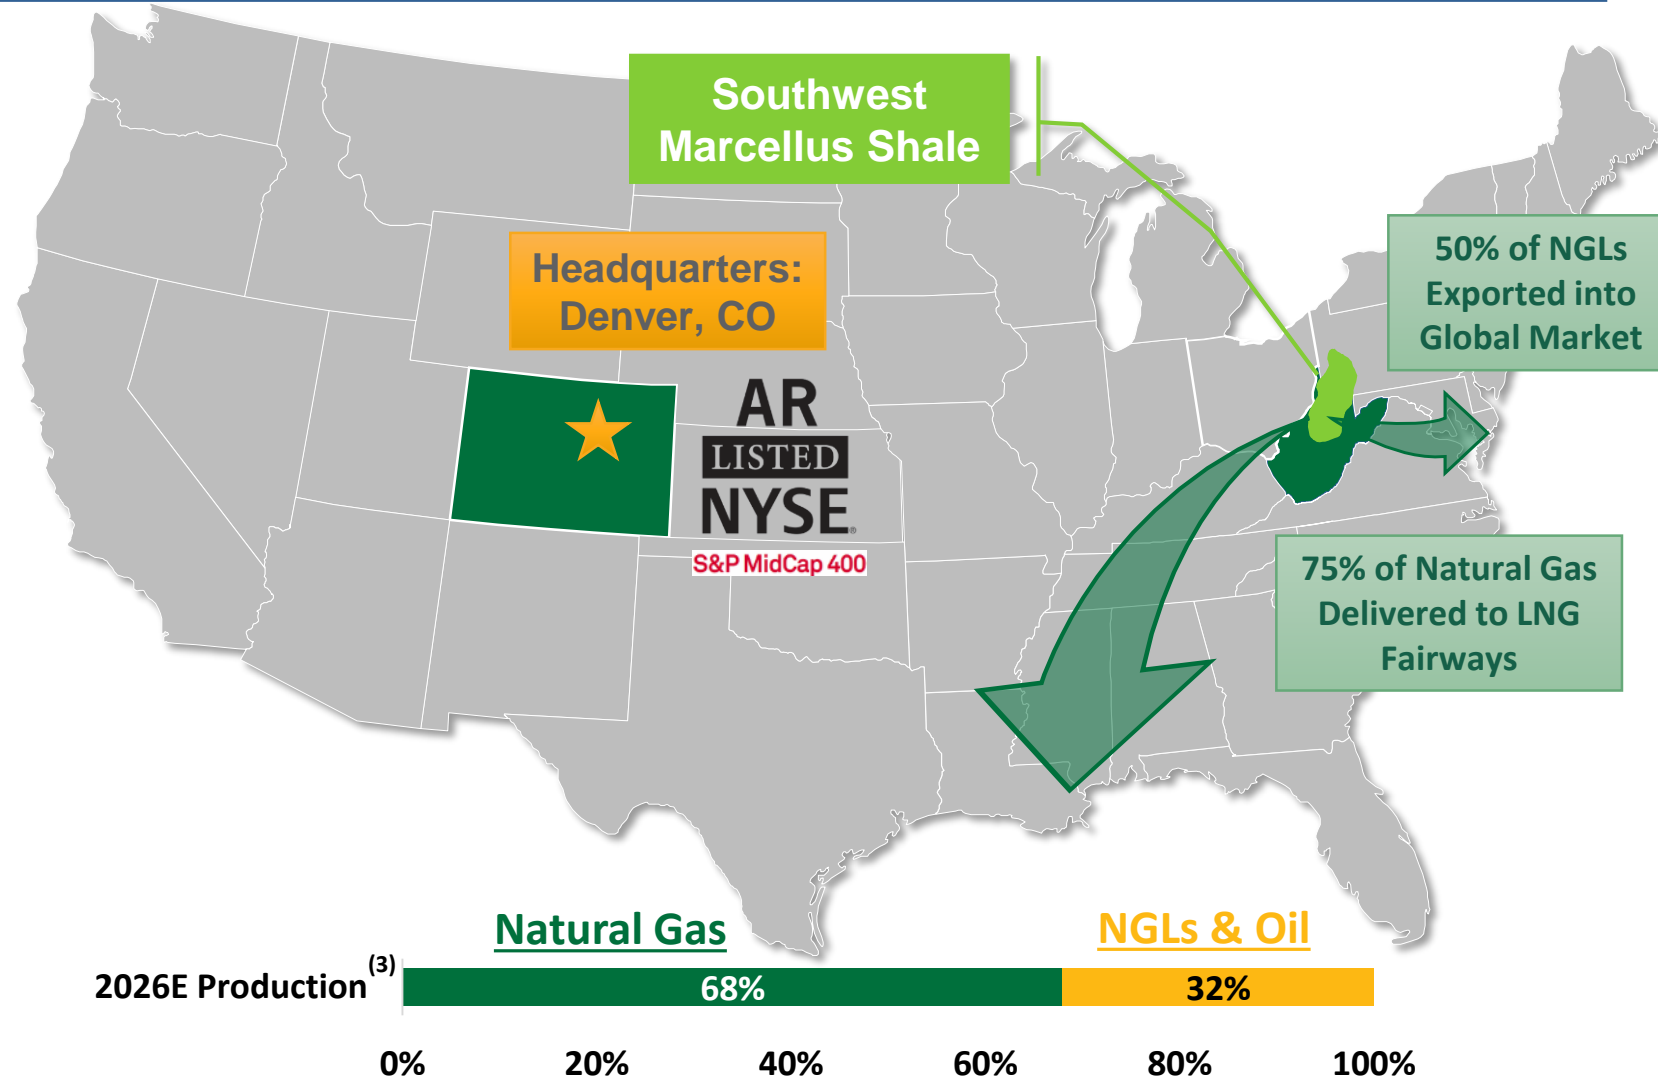 Southwest
Marcellus Shale
Headquarters:
Denver, CO
50% of NGLs
Exported into
Global Market
AR
LISTED
NYSE®
S&P MidCap 400
75% of Natural Gas
Delivered to LNG
Fairways
Natural Gas
NGLs & Oil
2026E Production(3)
68%
32%
0% 20% 40% 60% 80% 100%